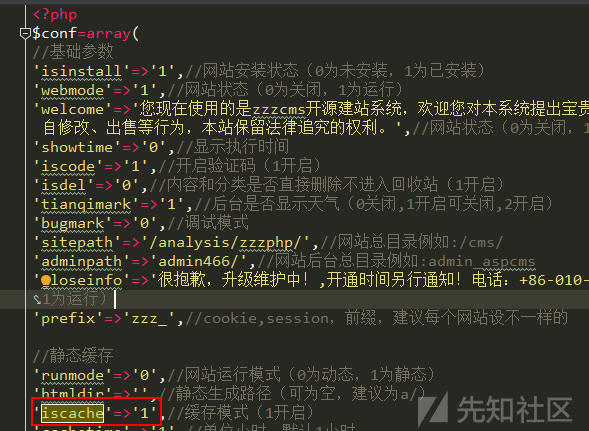 <?php
$conf=array(
//基础参数
'isinstall'=>'1',//网站安装状态（0为未安装，1为已安装）
'webmode'=>'1',//网站状态（0为关闭，1为运行）
'welcome'=>'您现在使用的是zzzcms开源建站系统，欢迎您对本系统提出宝贵
自修改、出售等行为，本站保留法律追究的权利。',//网站状态（0为关闭，1
'showtime'=>'0',//显示执行时间
'iscode'=>'1',//开启验证码（1开启）
'isdel'=>'0',//内容和分类是否直接删除不进入回收站（1开启）
'tianqimark'=>'1',//后台是否显示天气（0关闭,1开启可关闭,2开启）
'bugmark'=>'0',//调试模式
'sitepath'=>'/analysis/zzzphp/',//网站总目录例如:/cms/
'adminpath'=>'admin466/',//网站后台总目录例如:admin_aspcms
'closeinfo'=>'很抱歉，升级维护中！,开通时间另行通知！电话：+86-010-
1为运行）
'prefix'=>'zzz_',//cookie,session，前缀，建议每个网站设不一样的
//静态缓存
'runmode'=>'0',//网站运行模式（0为动态，1为静态）
'htmldir'=>'',//静态生成路径（可为空，建议为a/）
'iscache'=>'1',//缓存模式（1开启）
'cachetime'=>'1',//单位小时，默认1小时
先知社区